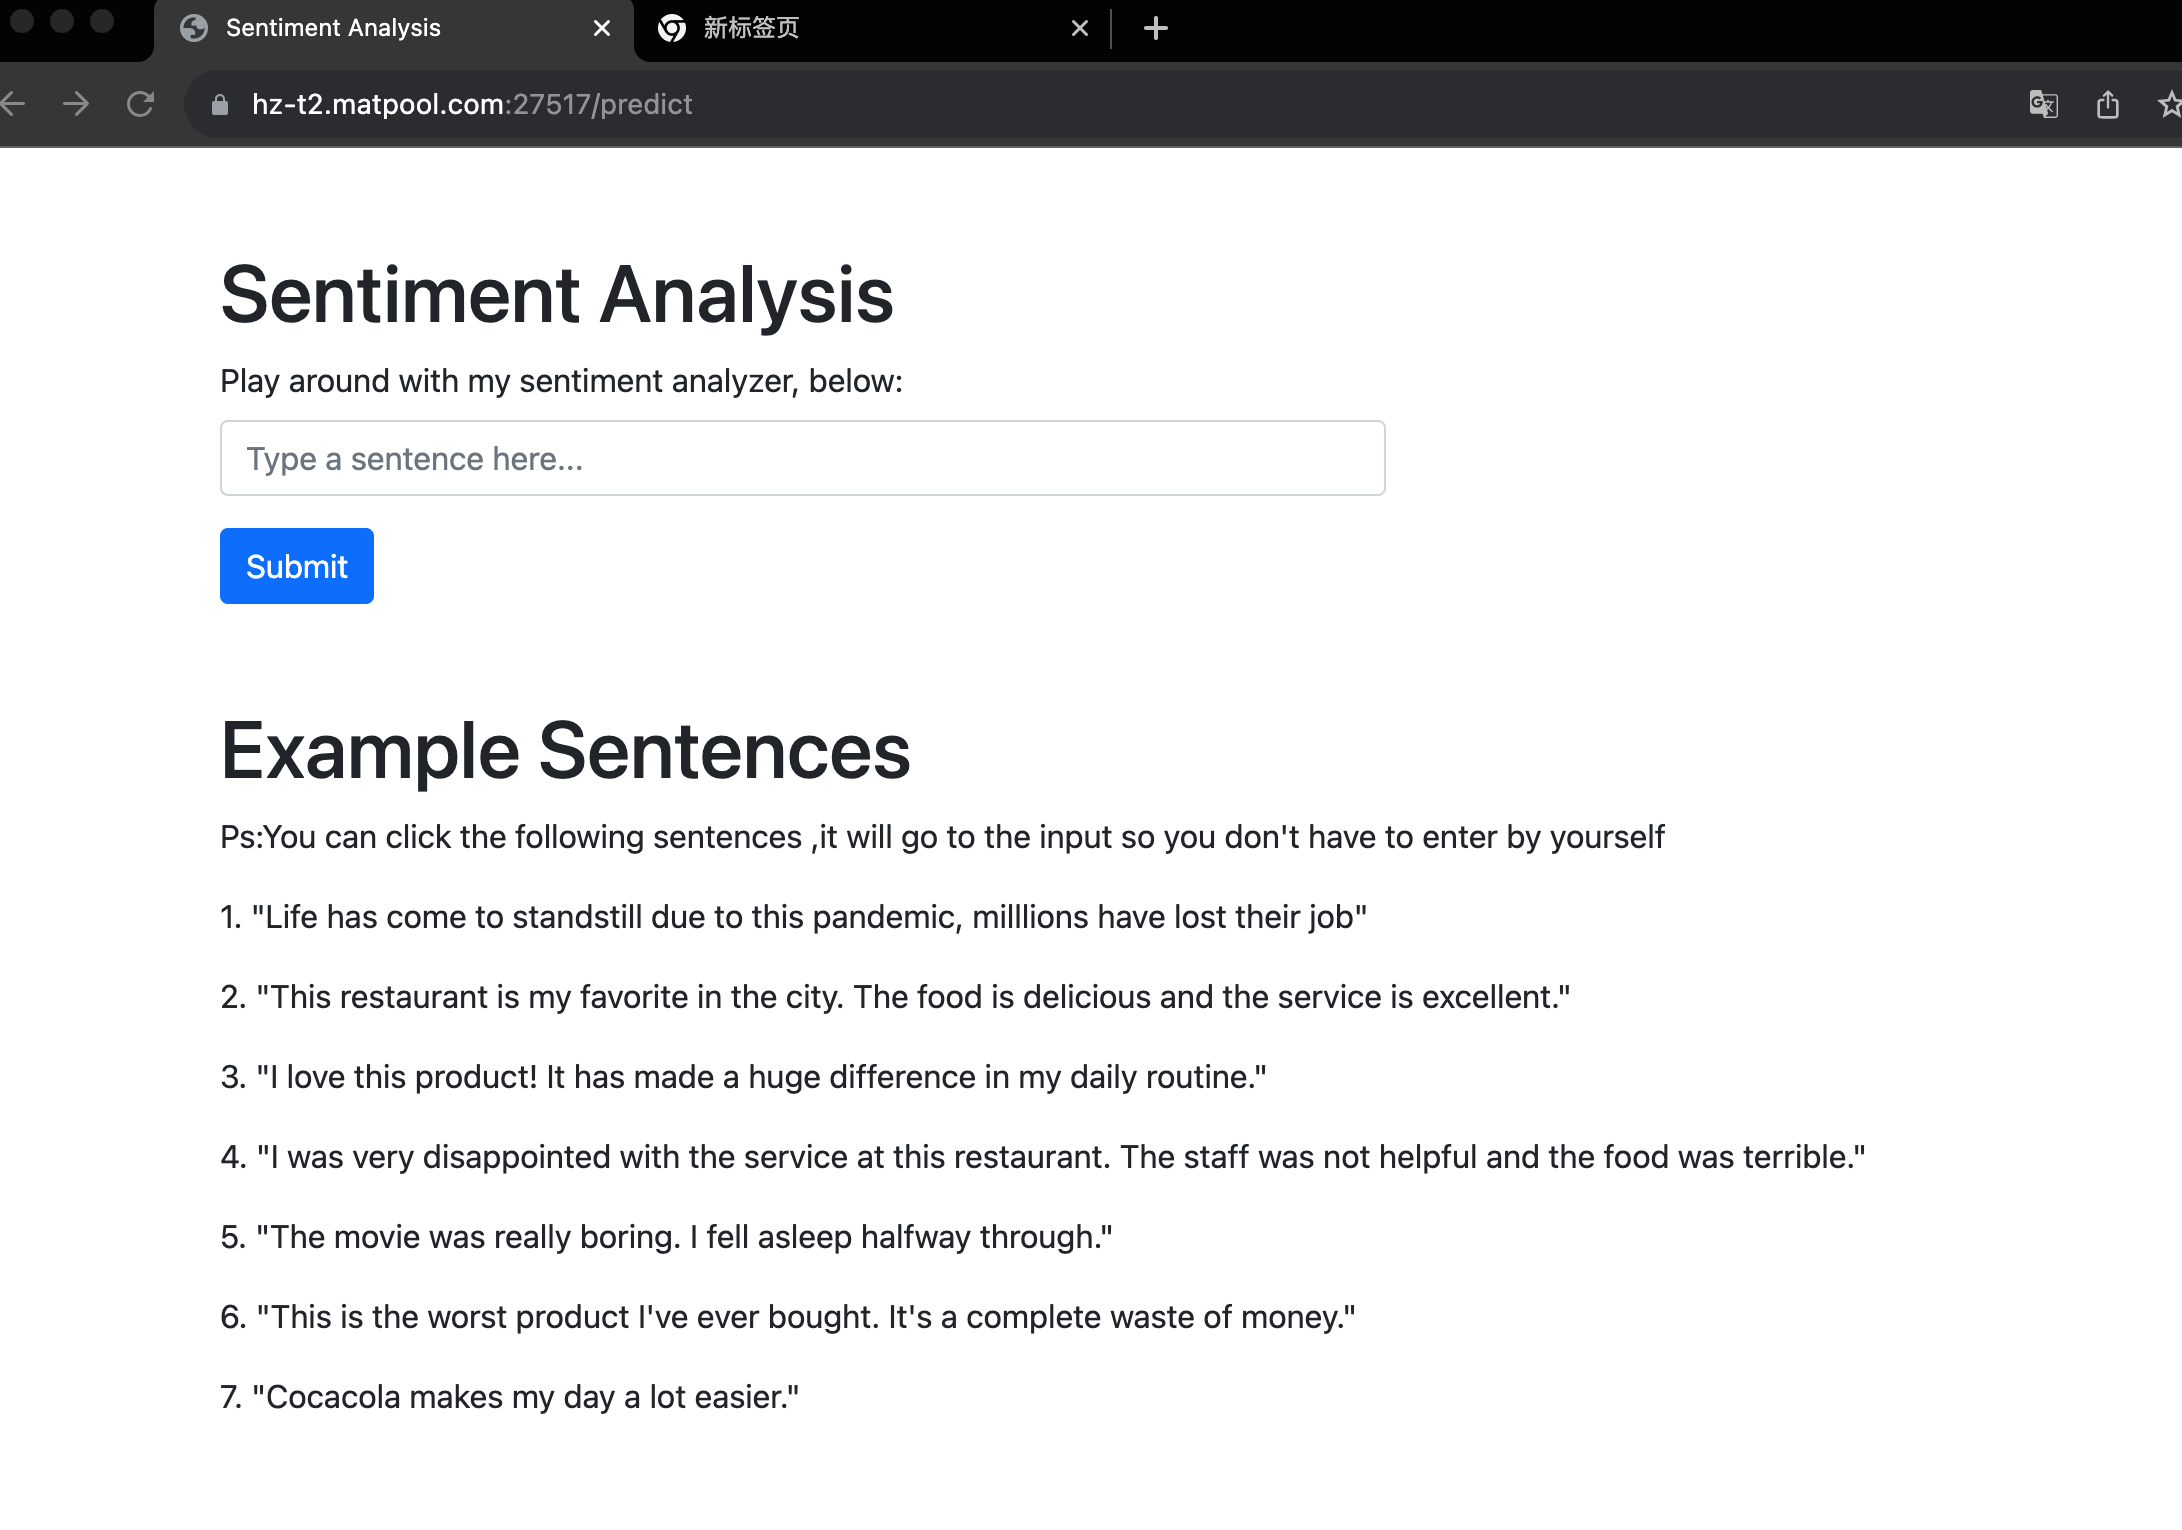 Sentiment Analysis
新标签页
hz-t2.matpool.com:27517/predict
Sentiment Analysis
Play around with my sentiment analyzer, below:
Type a sentence here...
Submit
Example Sentences
Ps:You can click the following sentences ,it will go to the input so you don't have to enter by yourself
1. "Life has come to standstill due to this pandemic, milllions have lost their job"
2. "This restaurant is my favorite in the city. The food is delicious and the service is excellent."
3. "I love this product! It has made a huge difference in my daily routine."
4. "I was very disappointed with the service at this restaurant. The staff was not helpful and the food was terrible."
5. "The movie was really boring. I fell asleep halfway through."
6. "This is the worst product I've ever bought. It's a complete waste of money."
7. "Cocacola makes my day a lot easier."